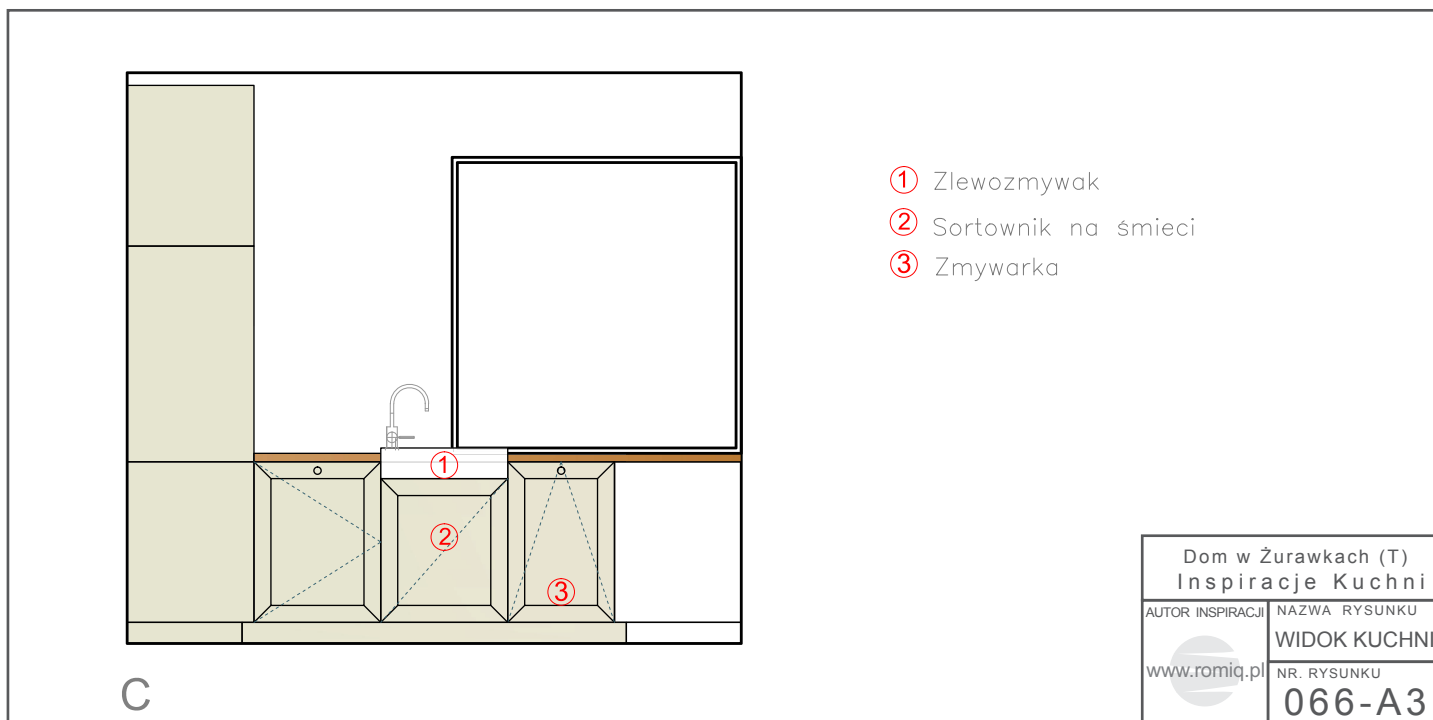 1 Zlewozmywak
2 Sortownik na śmieci
3 Zmywarka
1
2
3
C
Dom w Żurawkach (T)
Inspiracje Kuchni
AUTOR INSPIRACJI
www.romiq.pl
NAZWA RYSUNKU
WIDOK KUCHNI
NR. RYSUNKU
066-A3